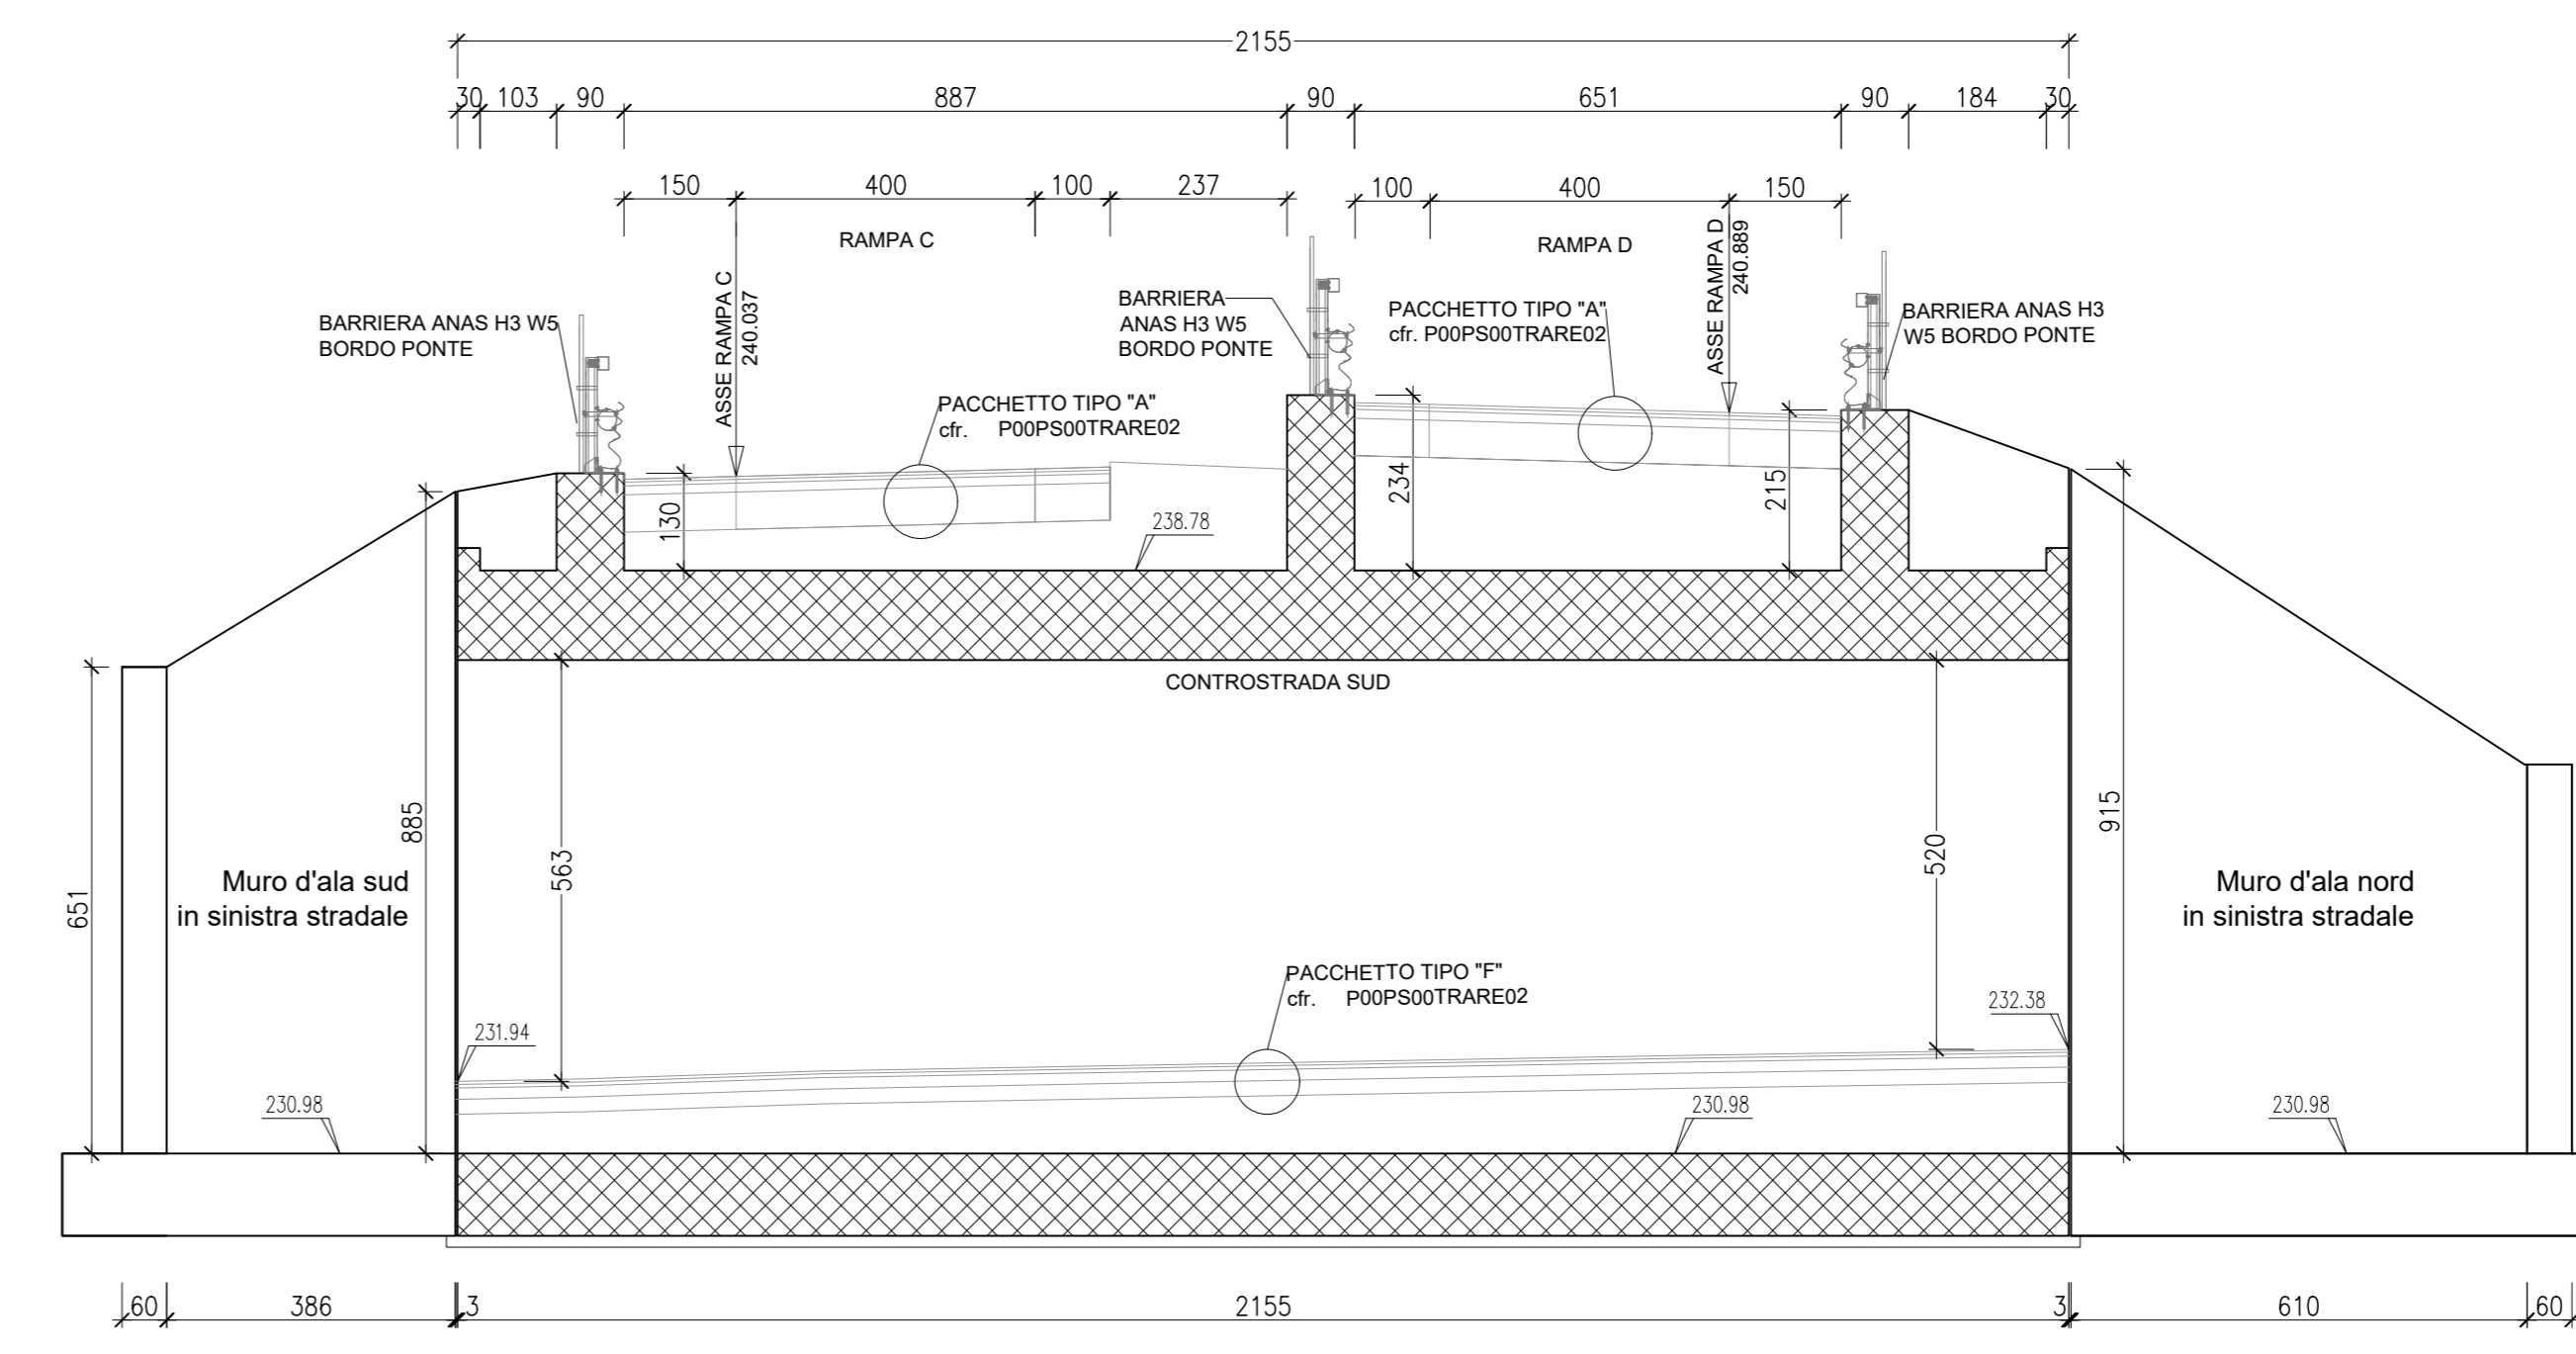 2155
30 103 90 887 90 651 90 184 30
150 400 100 237 100 400 150
RAMPA C
RAMPA D
ASSE RAMPA C
240.037
ASSE RAMPA D
240.889
BARRIERA ANAS H3 W5
BORDO PONTE
BARRIERA
ANAS H3 W5
BORDO PONTE
PACCHETTO TIPO "A"
cfr. P00PS00TRARE02
BARRIERA ANAS H3
W5 BORDO PONTE
PACCHETTO TIPO "A"
cfr. P00PS00TRARE02
130
238.78
234
215
CONTROSTRADA SUD
651
885
563
520
915
Muro d'ala sud
in sinistra stradale
Muro d'ala nord
in sinistra stradale
PACCHETTO TIPO "F"
cfr. P00PS00TRARE02
231.94
232.38
230.98
230.98
230.98
60 386 3 2155 3 610 60